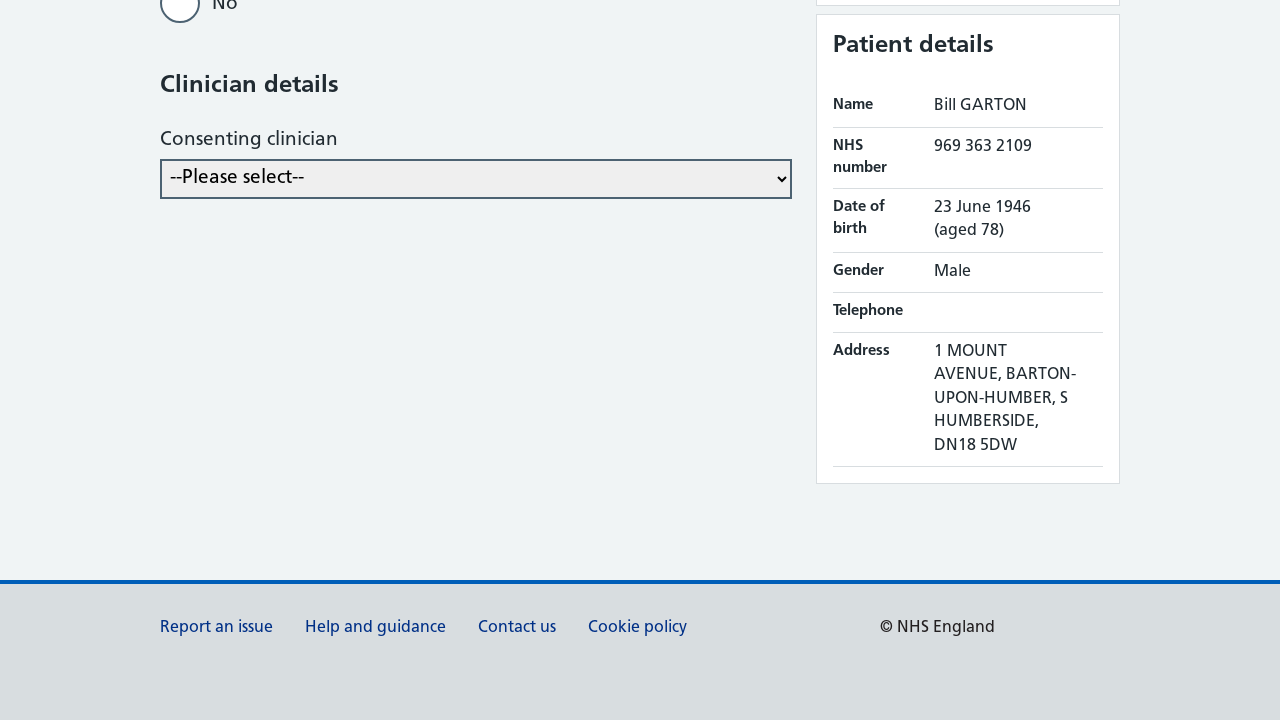 No
Clinician details
Consenting clinician
--Please select--
Patient details
Name Bill GARTON
NHS number 969 363 2109
Date of birth 23 June 1946 (aged 78)
Gender Male
Telephone
Address 1 MOUNT
AVENUE, BARTON-
UPON-HUMBER, S
HUMBERSIDE,
DN18 5DW
Report an issue Help and guidance Contact us Cookie policy © NHS England